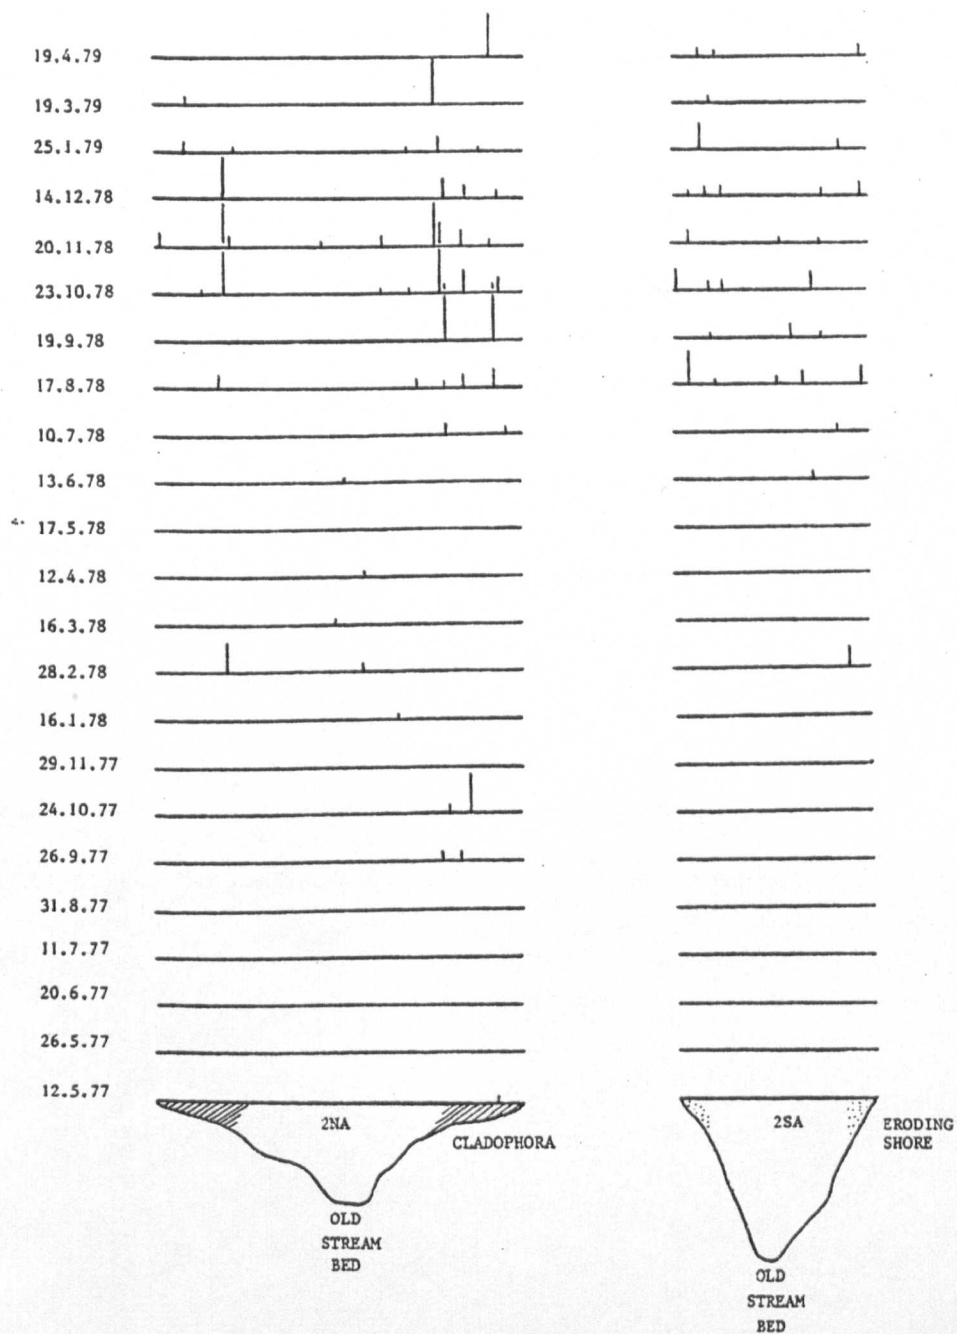 19.4.79
19.3.79
25.1.79
14.12.78
20.11.78
23.10.78
19.9.78
17.8.78
10.7.78
13.6.78
17.5.78
12.4.78
16.3.78
28.2.78
16.1.78
29.11.77
24.10.77
26.9.77
31.8.77
11.7.77
20.6.77
26.5.77
12.5.77
2NA
CLADOPHORA
OLD
STREAM
BED
2SA
ERODING
SHORE
OLD
STREAM
BED